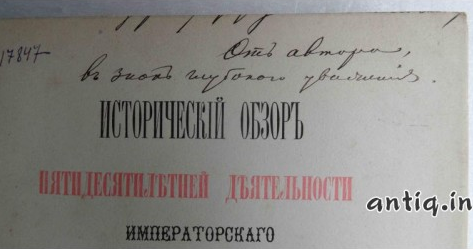 17847
Отъ автора,
въ знакъ глубокаго уваженія.
ИСТОРИЧЕСКІЙ ОБЗОРЪ
ПЯТИДЕСЯТИЛѢТНЕЙ ДѢЯТЕЛЬНОСТИ
antiq.in
ИМПЕРАТОРСКАГО